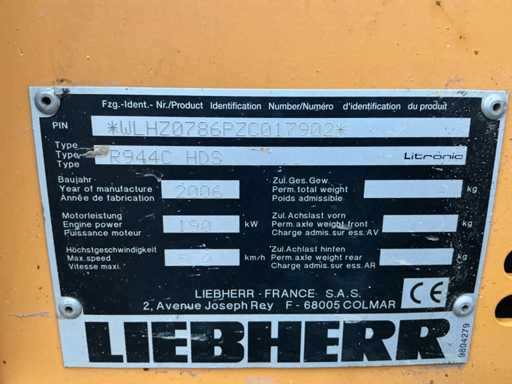 Fzg.-Ident.- Nr./Product Identification Number/Numéro d'identification du produit
PIN *WLHZ0786PZC017902*
Type
Type
Type
R944C HDS
Litronic
Baujahr
Year of manufacture
Année de fabrication
2006
Zul.Ges.Gew.
Perm.total weight
Poids admissible
kg
Motorleistung
Engine power
Puissance moteur
190 kW
Zul.Achslast vorn
Perm.axle weight front
Charge admis.sur ess.AV
kg
Höchstgeschwindigkeit
Max.speed
Vitesse maxi.
km/h
Zul.Achslast hinten
Perm.axle weight rear
Charge admis.sur ess.AR
kg
LIEBHERR - FRANCE S.A.S.
2, Avenue Joseph Rey F - 68005 COLMAR
CE
LIEBHERR
9804279